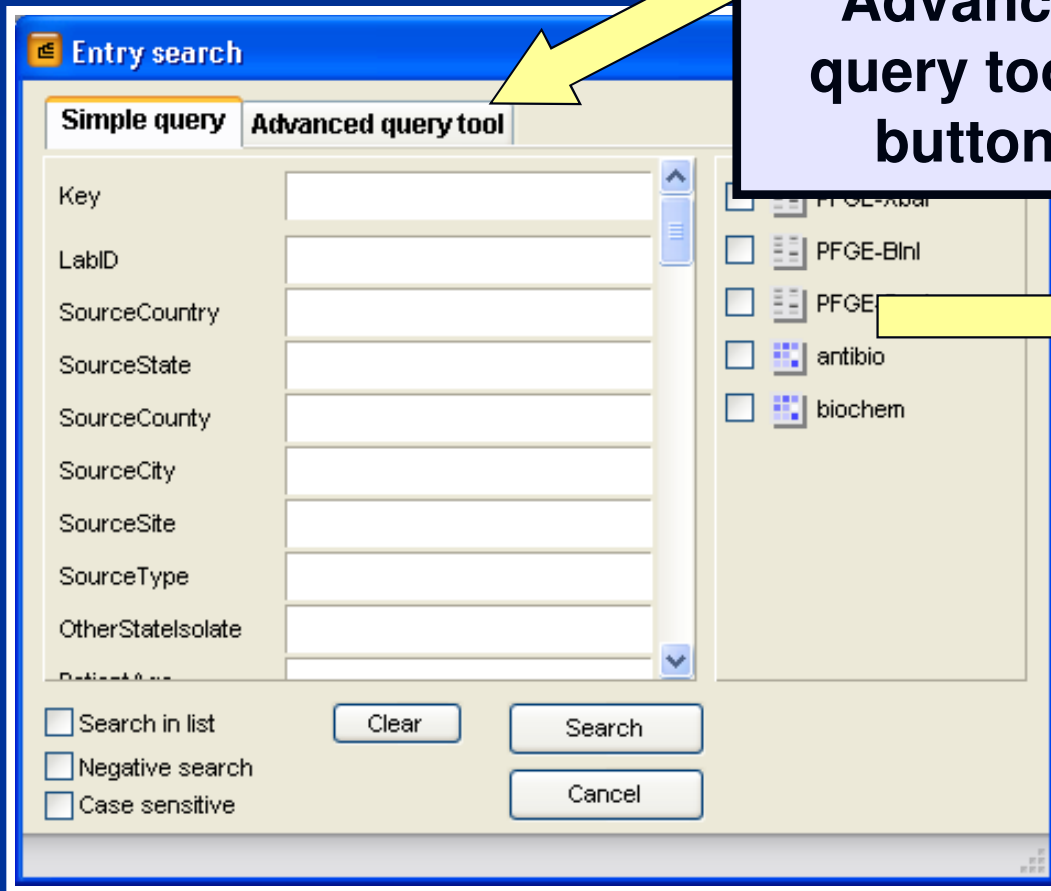 Entry search
query
button
Simple query
Advanced query tool
Key
LabID
SourceCountry
SourceState
SourceCounty
SourceCity
SourceSite
SourceType
OtherStateIsolate
PFGE-BlnI
PFGE
antibio
biochem
Search in list
Negative search
Case sensitive
Clear
Search
Cancel